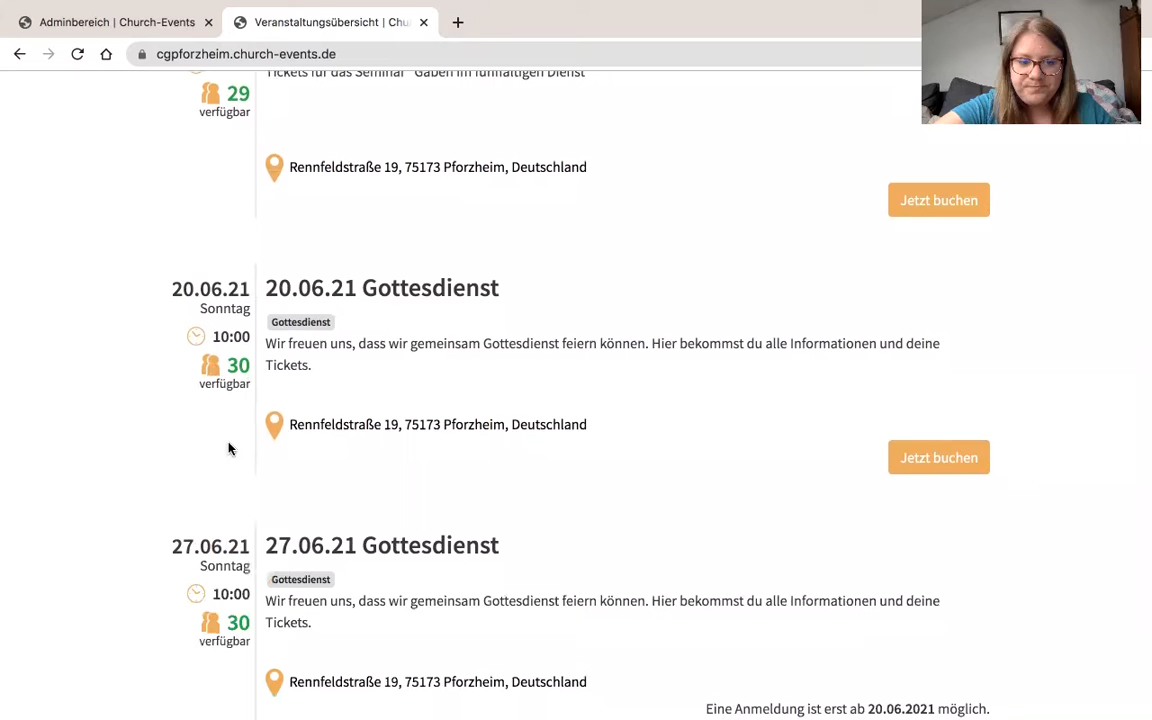 Adminbereich | Church-Events
Veranstaltungsübersicht | Chu
cgpforzheim.church-events.de
Tickets für das Seminar "Gaben im fünffältigen Dienst"
29
verfügbar
Rennfeldstraße 19, 75173 Pforzheim, Deutschland
Jetzt buchen
20.06.21
Sonntag
10:00
30
verfügbar
20.06.21 Gottesdienst
Gottesdienst
Wir freuen uns, dass wir gemeinsam Gottesdienst feiern können. Hier bekommst du alle Informationen und deine
Tickets.
Rennfeldstraße 19, 75173 Pforzheim, Deutschland
Jetzt buchen
27.06.21
Sonntag
10:00
30
verfügbar
27.06.21 Gottesdienst
Gottesdienst
Wir freuen uns, dass wir gemeinsam Gottesdienst feiern können. Hier bekommst du alle Informationen und deine
Tickets.
Rennfeldstraße 19, 75173 Pforzheim, Deutschland
Eine Anmeldung ist erst ab 20.06.2021 möglich.